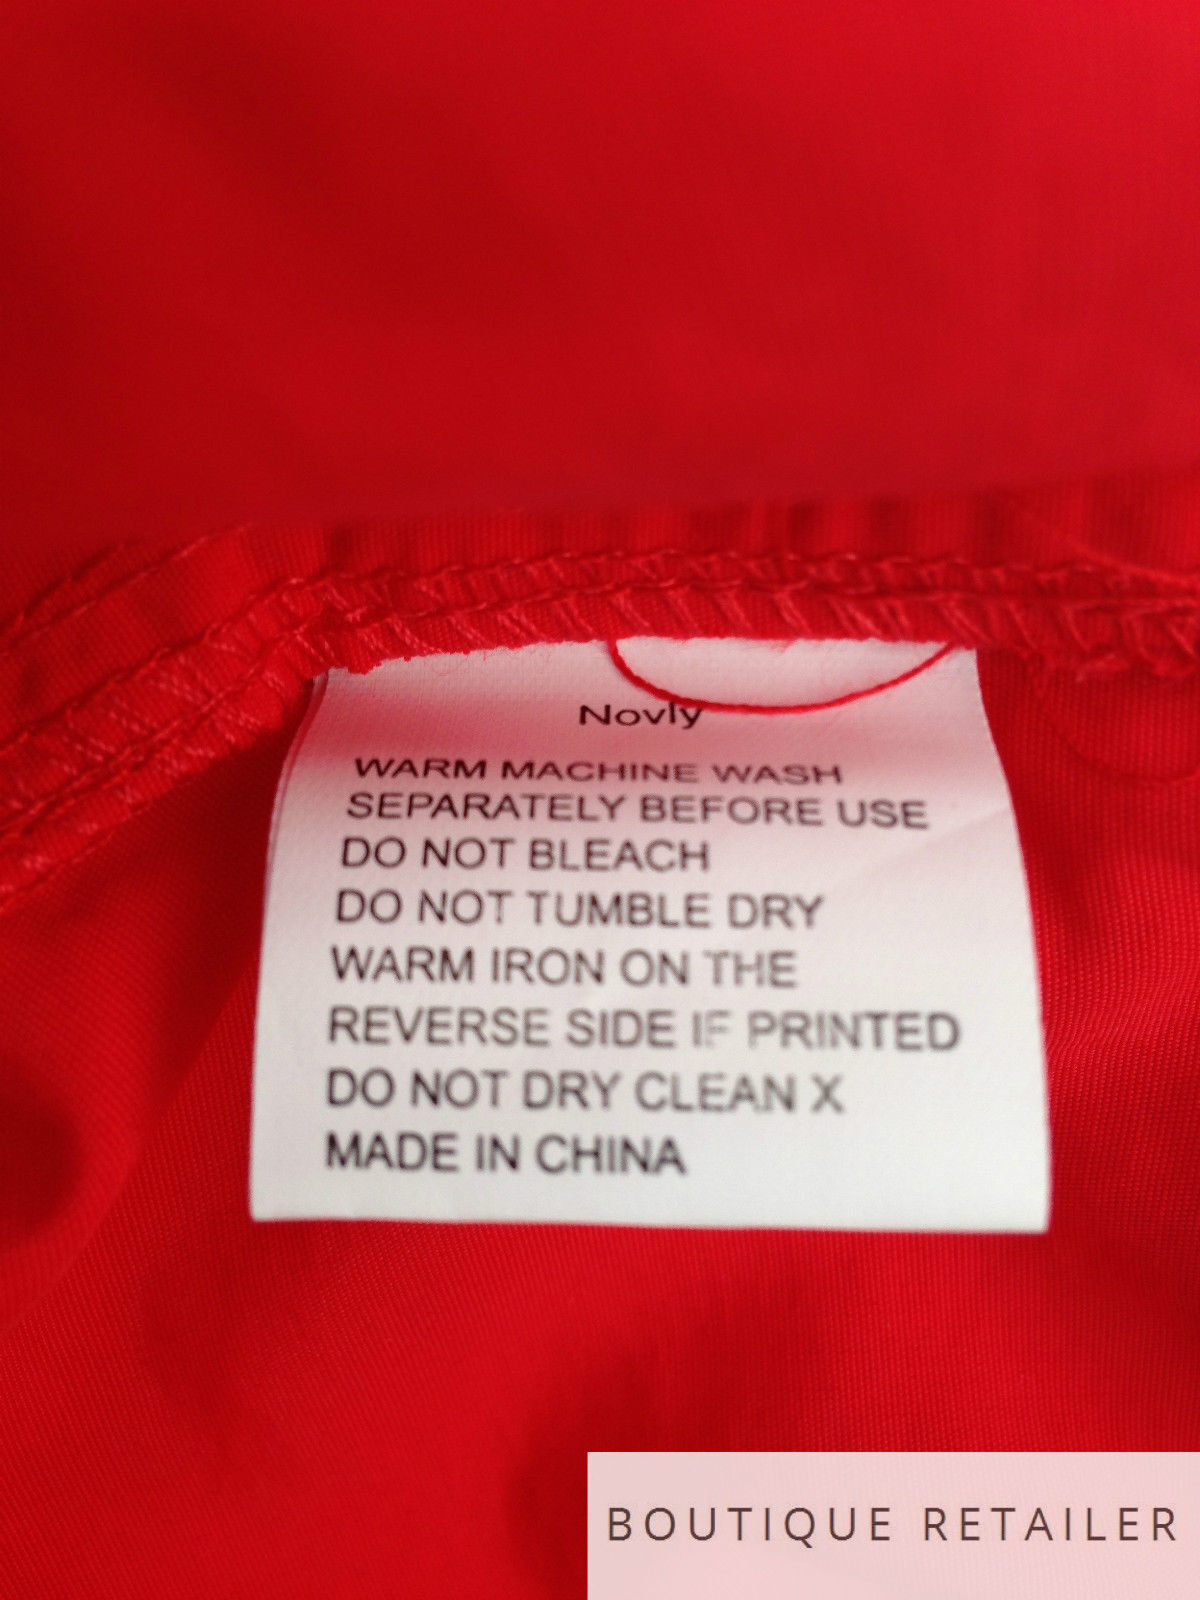 Novly
WARM MACHINE WASH
SEPARATELY BEFORE USE
DO NOT BLEACH
DO NOT TUMBLE DRY
WARM IRON ON THE
REVERSE SIDE IF PRINTED
DO NOT DRY CLEAN X
MADE IN CHINA
BOUTIQUE RETAILER